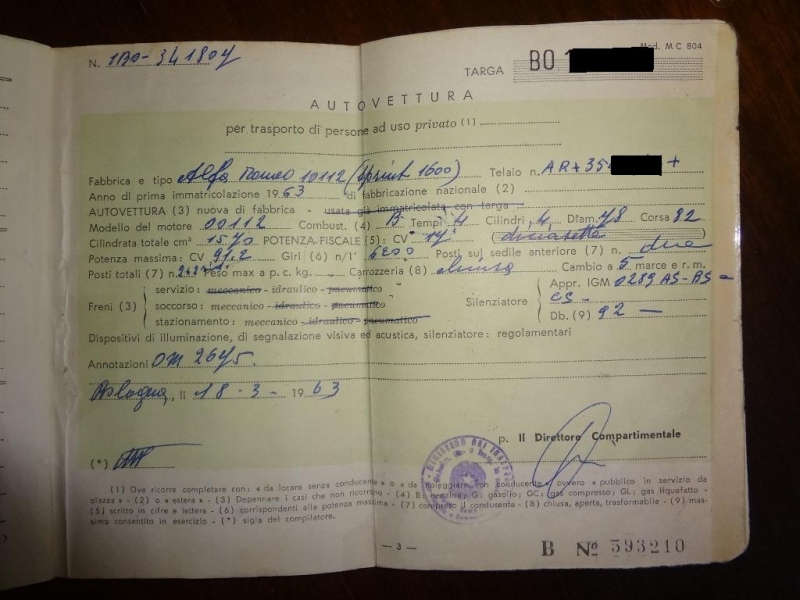 N. 1BO-341804
Mod. M C 804
TARGA BO
AUTOVETTURA
per trasporto di persone ad uso privato (1)
Fabbrica e tipo Alfa Romeo 10112 (Sprint 1600) Telaio n. AR*35 +
Anno di prima immatricolazione 1963 di fabbricazione nazionale (2)
AUTOVETTURA (3) nuova di fabbrica - usata già immatricolata con targa
Modello del motore 00112 Combust. (4) B Tempi 4 Cilindri 4 Diam. 78 Corsa 82
Cilindrata totale cm³ 1570 POTENZA-FISCALE (5): CV 17 (diciasette)
Potenza massima: CV 91,2 Giri (6) n/1' 6200 Posti sul sedile anteriore (7) n. due
Posti totali (7) n. Peso max a p. c. kg. Carrozzeria (8) chiusa Cambio a 5 marce e r. m.
Freni (3)
servizio: meccanico - idraulico - pneumatico
soccorso: meccanico - idraulico - pneumatico
stazionamento: meccanico - idraulico - pneumatico
Silenziatore
Appr. IGM 0289 AS-BS -
CS -
Db. (9) 92 —
Dispositivi di illuminazione, di segnalazione visiva ed acustica, silenziatore: regolamentari
Annotazioni DM 2645.
Bologna, li 18-3-1963
p. Il Direttore Compartimentale
(*)
(1) Ove ricorre completare con: « da locare senza conducente » o « da noleggiare con conducente » ovvero « pubblico in servizio da
piazza » - (2) o « estera » - (3) Depennare i casi che non ricorrono - (4) B: benzina; G: gasolio; GC: gas compresso; GL: gas liquefatto -
(5) scritto in cifre e lettere - (6) corrispondenti alla potenza massima - (7) compreso il conducente - (8) chiusa, aperta, trasformabile - (9) mas-
simo consentito in esercizio - (*) sigla del compilatore.
— 3 —
B Nº 593210